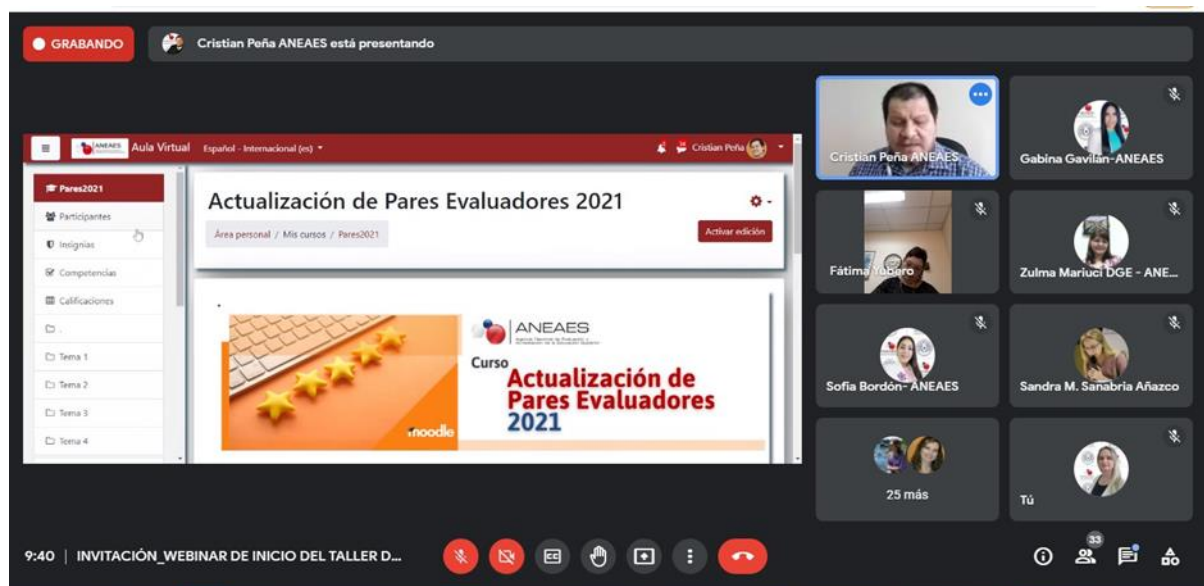 GRABANDO
Cristian Peña ANEAES está presentando
ANEAES Aula Virtual Español - Internacional (es) Cristian Peña
Pares2021
Participantes
Insignias
Competencias
Calificaciones
.
Tema 1
Tema 2
Tema 3
Tema 4
Actualización de Pares Evaluadores 2021
Área personal / Mis cursos / Pares2021
Activar edición
.
ANEAES
Curso
Actualización de
Pares Evaluadores
2021
moodle
Cristian Peña ANEAES
Gabina Gavilán-ANEAES
Fátima Yubero
Zulma Mariuci DGE - ANE...
Sofia Bordón- ANEAES
Sandra M. Sanabria Añazco
25 más
Tú
9:40 | INVITACIÓN_WEBINAR DE INICIO DEL TALLER D...
CC
33